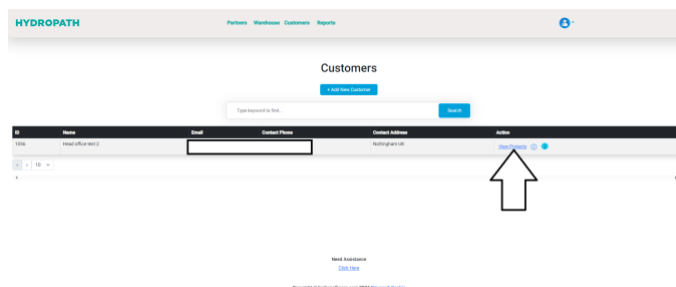 HYDROPATH
Partners Warehouse Customers Reports
Customers
+ Add New Customer
Type keyword to find... Search
ID Name Email Contact Phone Contact Address Action
1036 Head office test 2 Nottingham UK View Projects
10
Need Assistance
Click Here